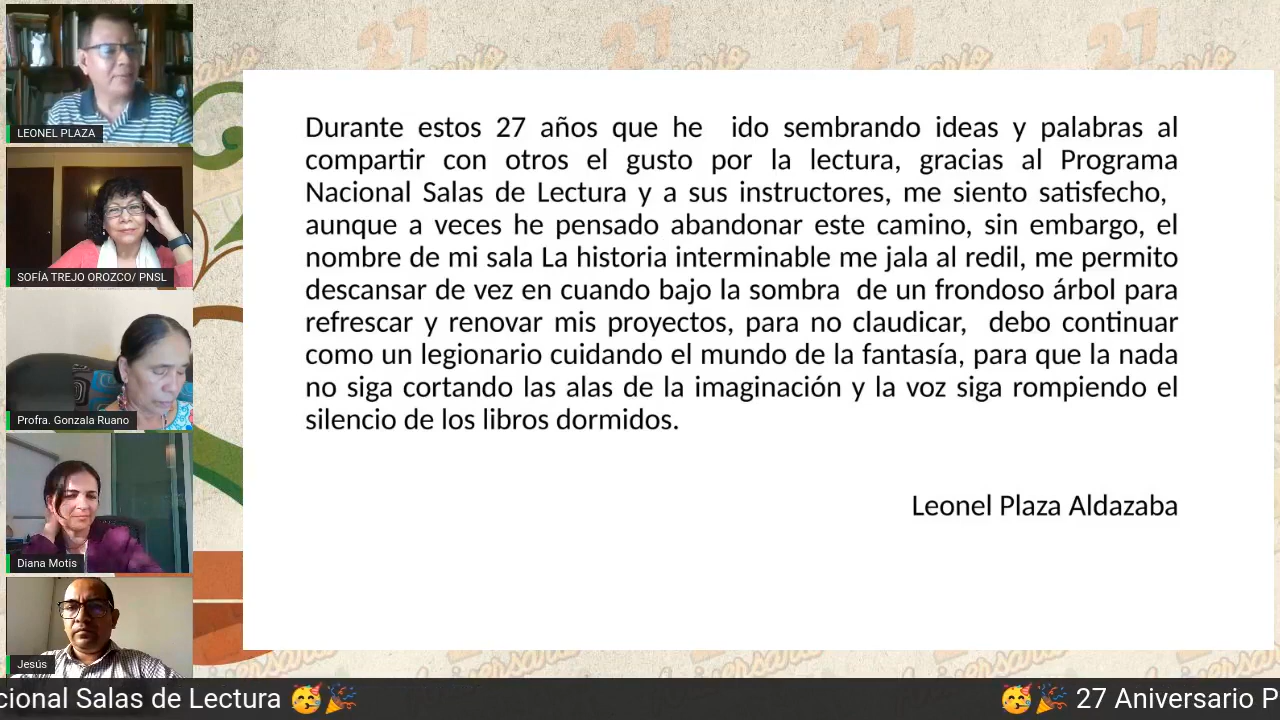 LEONEL PLAZA
SOFÍA TREJO OROZCO/ PNSL
Profra. Gonzala Ruano
Diana Motis
Jesús
Durante estos 27 años que he ido sembrando ideas y palabras al
compartir con otros el gusto por la lectura, gracias al Programa
Nacional Salas de Lectura y a sus instructores, me siento satisfecho,
aunque a veces he pensado abandonar este camino, sin embargo, el
nombre de mi sala La historia interminable me jala al redil, me permito
descansar de vez en cuando bajo la sombra de un frondoso árbol para
refrescar y renovar mis proyectos, para no claudicar, debo continuar
como un legionario cuidando el mundo de la fantasía, para que la nada
no siga cortando las alas de la imaginación y la voz siga rompiendo el
silencio de los libros dormidos.
Leonel Plaza Aldazaba
cional Salas de Lectura 🥳🎉 🥳🎉 27 Aniversario P